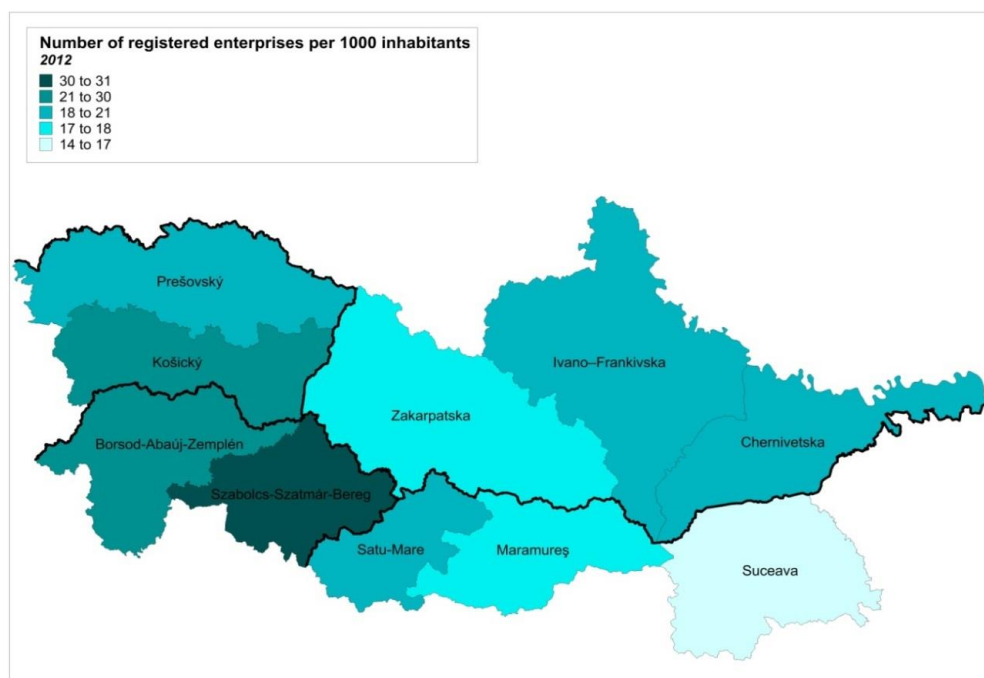 Number of registered enterprises per 1000 inhabitants
2012
30 to 31
21 to 30
18 to 21
17 to 18
14 to 17
Prešovský
Košický
Ivano--Frankivska
Zakarpatska
Borsod-Abaúj-Zemplén
Chernivetska
Szabolcs-Szatmár-Bereg
Satu-Mare
Maramureş
Suceava